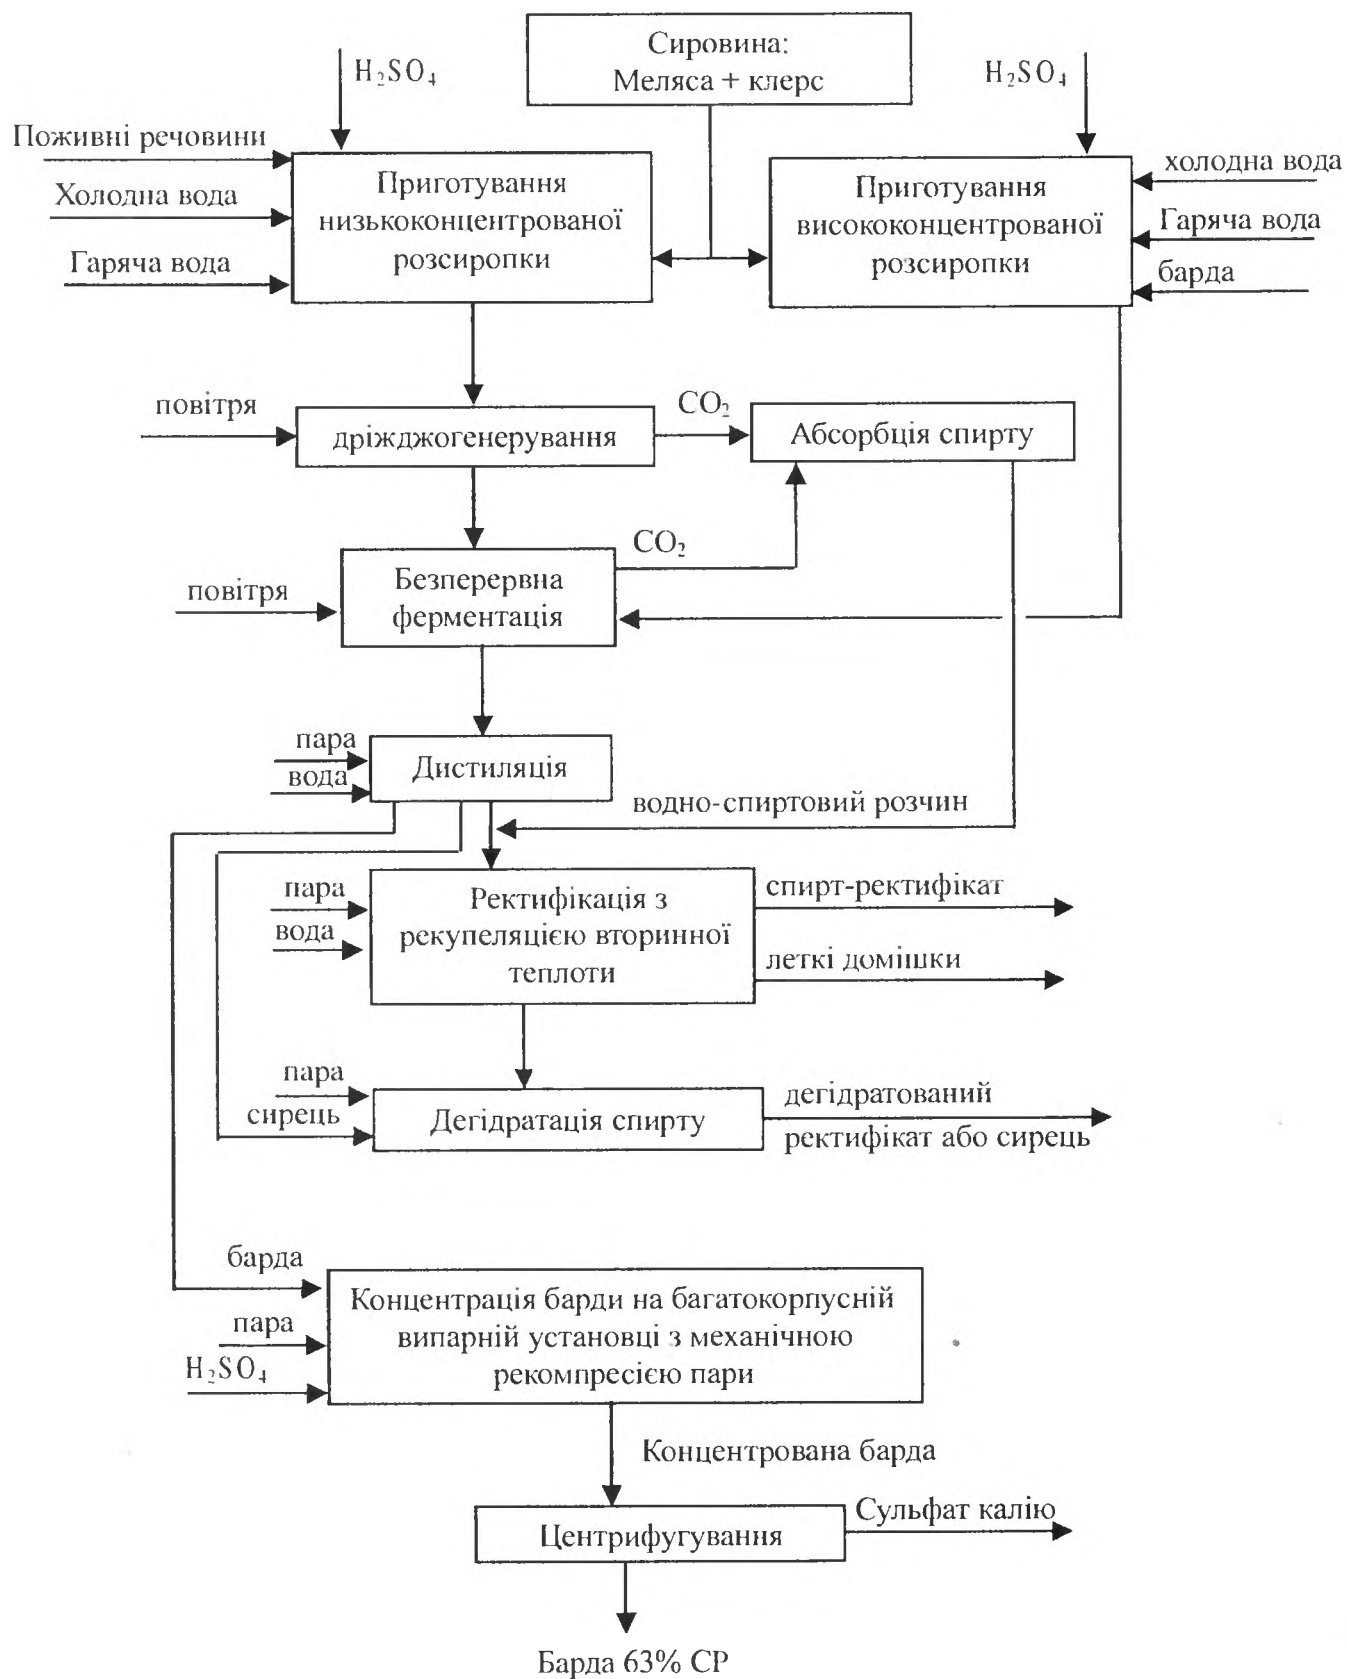 Сировина:
Меляса + клерс
H₂SO₄
H₂SO₄
Поживні речовини
Холодна вода
Гаряча вода
Приготування
низькоконцентрованої
розсиропки
Приготування
висококонцентрованої
розсиропки
холодна вода
Гаряча вода
барда
повітря
дріжджогенерування
CO₂
Абсорбція спирту
повітря
Безперервна
ферментація
CO₂
пара
вода
Дистиляція
водно-спиртовий розчин
пара
вода
Ректифікація з
рекупеляцією вторинної
теплоти
спирт-ректифікат
леткі домішки
пара
сирець
Дегідратація спирту
дегідратований
ректифікат або сирець
барда
пара
H₂SO₄
Концентрація барди на багатокорпусній
випарній установці з механічною
рекомпресією пари
Концентрована барда
Центрифугування
Сульфат калію
Барда 63% СР